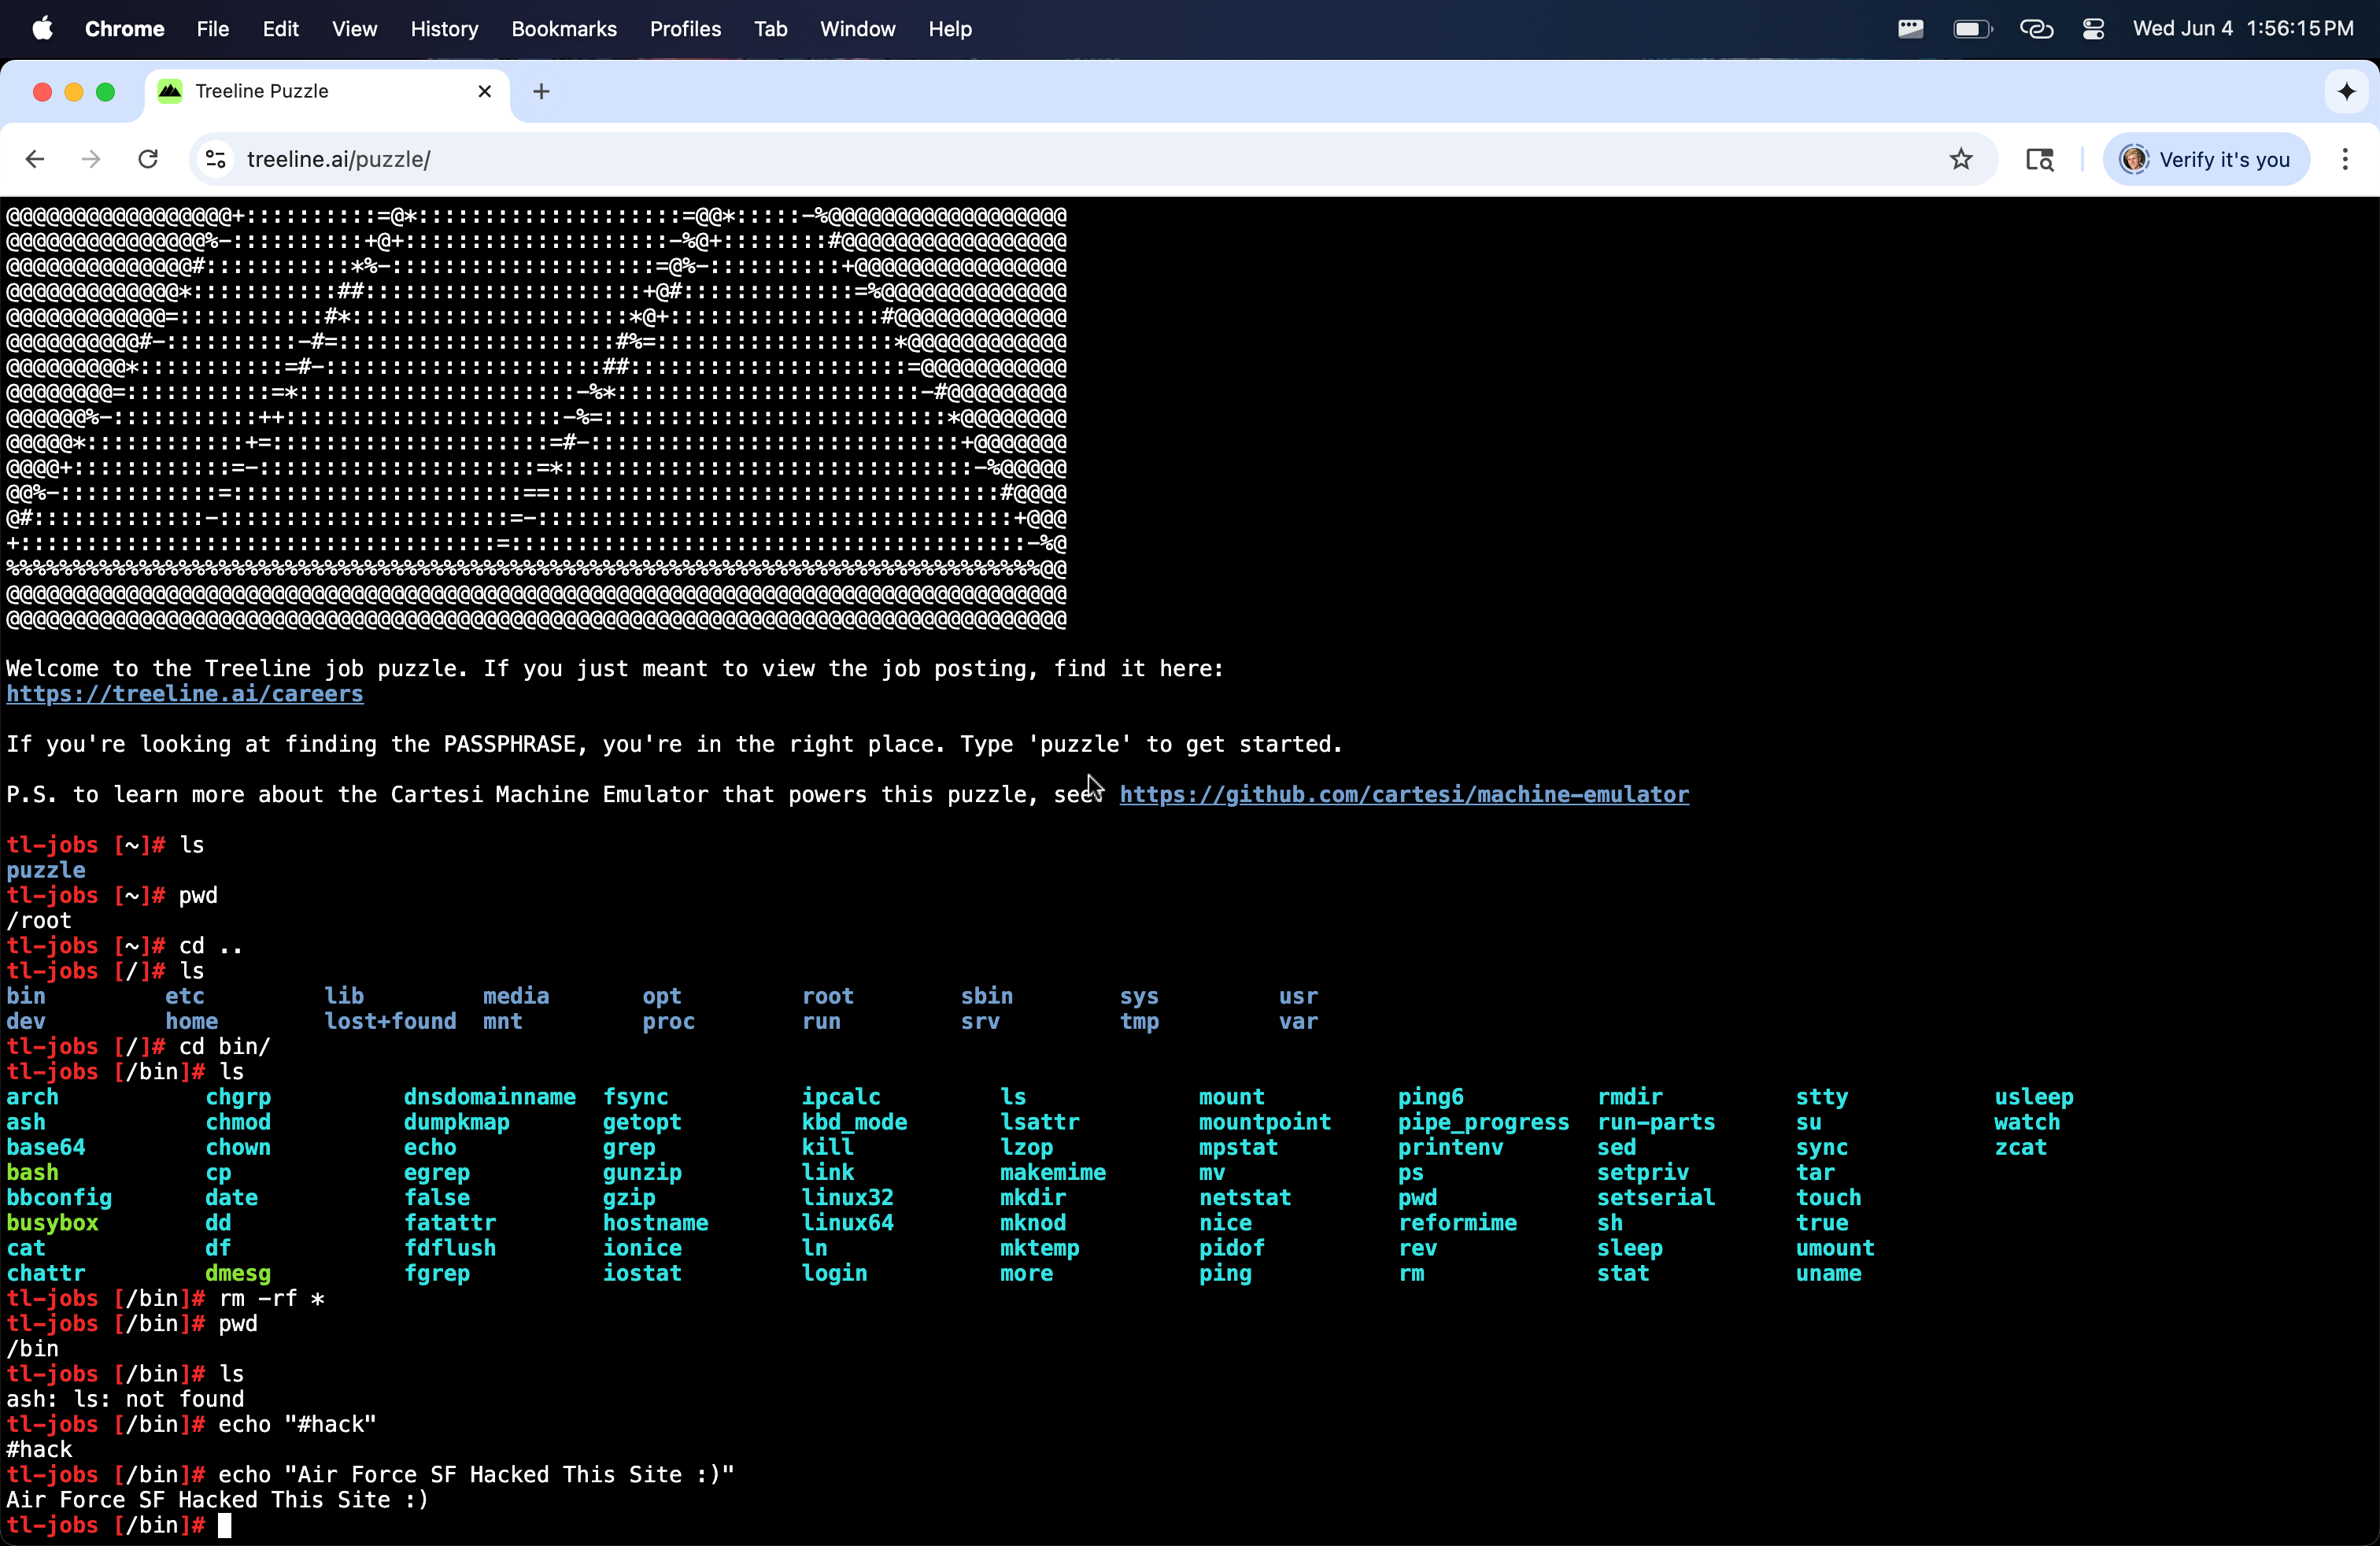 Chrome File Edit View History Bookmarks Profiles Tab Window Help Wed Jun 4 1:56:15 PM
Treeline Puzzle
treeline.ai/puzzle/ Verify it's you
Welcome to the Treeline job puzzle. If you just meant to view the job posting, find it here:
https://treeline.ai/careers
If you're looking at finding the PASSPHRASE, you're in the right place. Type 'puzzle' to get started.
P.S. to learn more about the Cartesi Machine Emulator that powers this puzzle, see https://github.com/cartesi/machine-emulator
tl-jobs [~]# ls
puzzle
tl-jobs [~]# pwd
/root
tl-jobs [~]# cd ..
tl-jobs [/]# ls
bin etc lib media opt root sbin sys usr
dev home lost+found mnt proc run srv tmp var
tl-jobs [/]# cd bin/
tl-jobs [/bin]# ls
arch chgrp dnsdomainname fsync ipcalc ls mount ping6 rmdir stty usleep
ash chmod dumpkmap getopt kbd_mode lsattr mountpoint pipe_progress run-parts su watch
base64 chown echo grep kill lzop mpstat printenv sed sync zcat
bash cp egrep gunzip link makemime mv ps setpriv tar
bbconfig date false gzip linux32 mkdir netstat pwd setserial touch
busybox dd fatattr hostname linux64 mknod nice reformime sh true
cat df fdflush ionice ln mktemp pidof rev sleep umount
chattr dmesg fgrep iostat login more ping rm stat uname
tl-jobs [/bin]# rm -rf *
tl-jobs [/bin]# pwd
/bin
tl-jobs [/bin]# ls
ash: ls: not found
tl-jobs [/bin]# echo "#hack"
#hack
tl-jobs [/bin]# echo "Air Force SF Hacked This Site :)"
Air Force SF Hacked This Site :)
tl-jobs [/bin]#